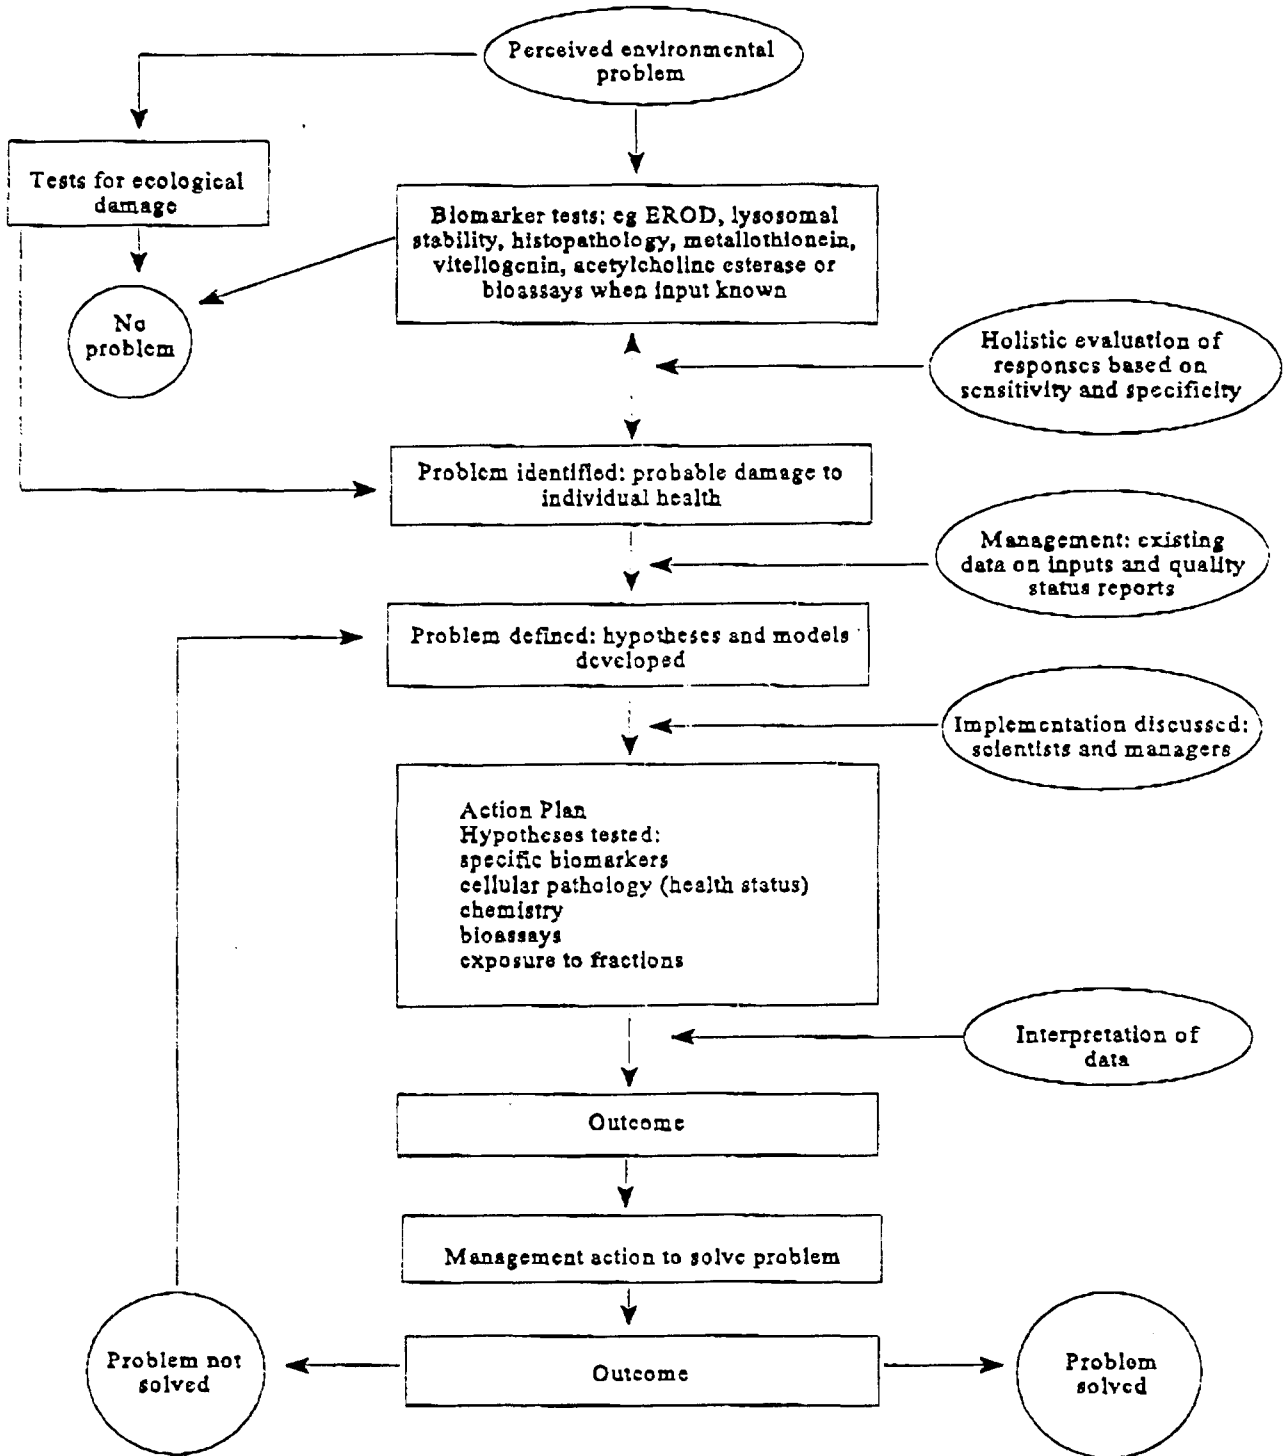 Perceived environmental
problem
Tests for ecological
damage
Biomarker tests: eg EROD, lysosomal
stability, histopathology, metallothionein,
vitellogenin, acetylcholine esterase or
bioassays when input known
No
problem
Holistic evaluation of
responses based on
sensitivity and specificity
Problem identified: probable damage to
individual health
Management: existing
data on inputs and quality
status reports
Problem defined: hypotheses and models
developed
Implementation discussed:
scientists and managers
Action Plan
Hypotheses tested:
specific biomarkers
cellular pathology (health status)
chemistry
bioassays
exposure to fractions
Interpretation of
data
Outcome
Management action to solve problem
Problem not
solved
Outcome
Problem
solved